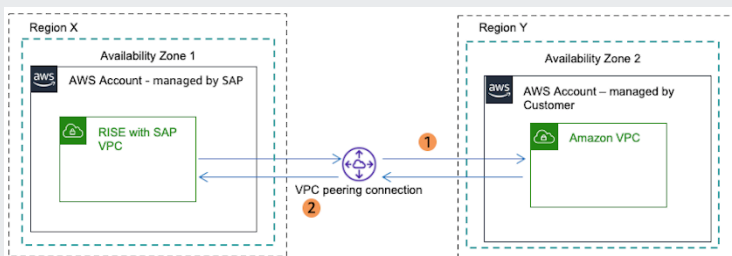 Region X
Availability Zone 1
aws
AWS Account - managed by SAP
RISE with SAP
VPC
1
VPC peering connection
2
Region Y
Availability Zone 2
aws
AWS Account – managed by
Customer
Amazon VPC